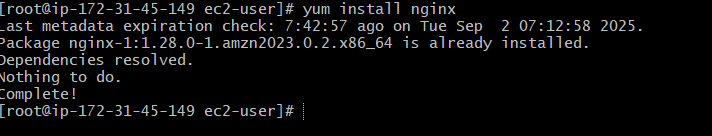 [root@ip-172-31-45-149 ec2-user]# yum install nginx
Last metadata expiration check: 7:42:57 ago on Tue Sep  2 07:12:58 2025.
Package nginx-1:1.28.0-1.amzn2023.0.2.x86_64 is already installed.
Dependencies resolved.
Nothing to do.
Complete!
[root@ip-172-31-45-149 ec2-user]#